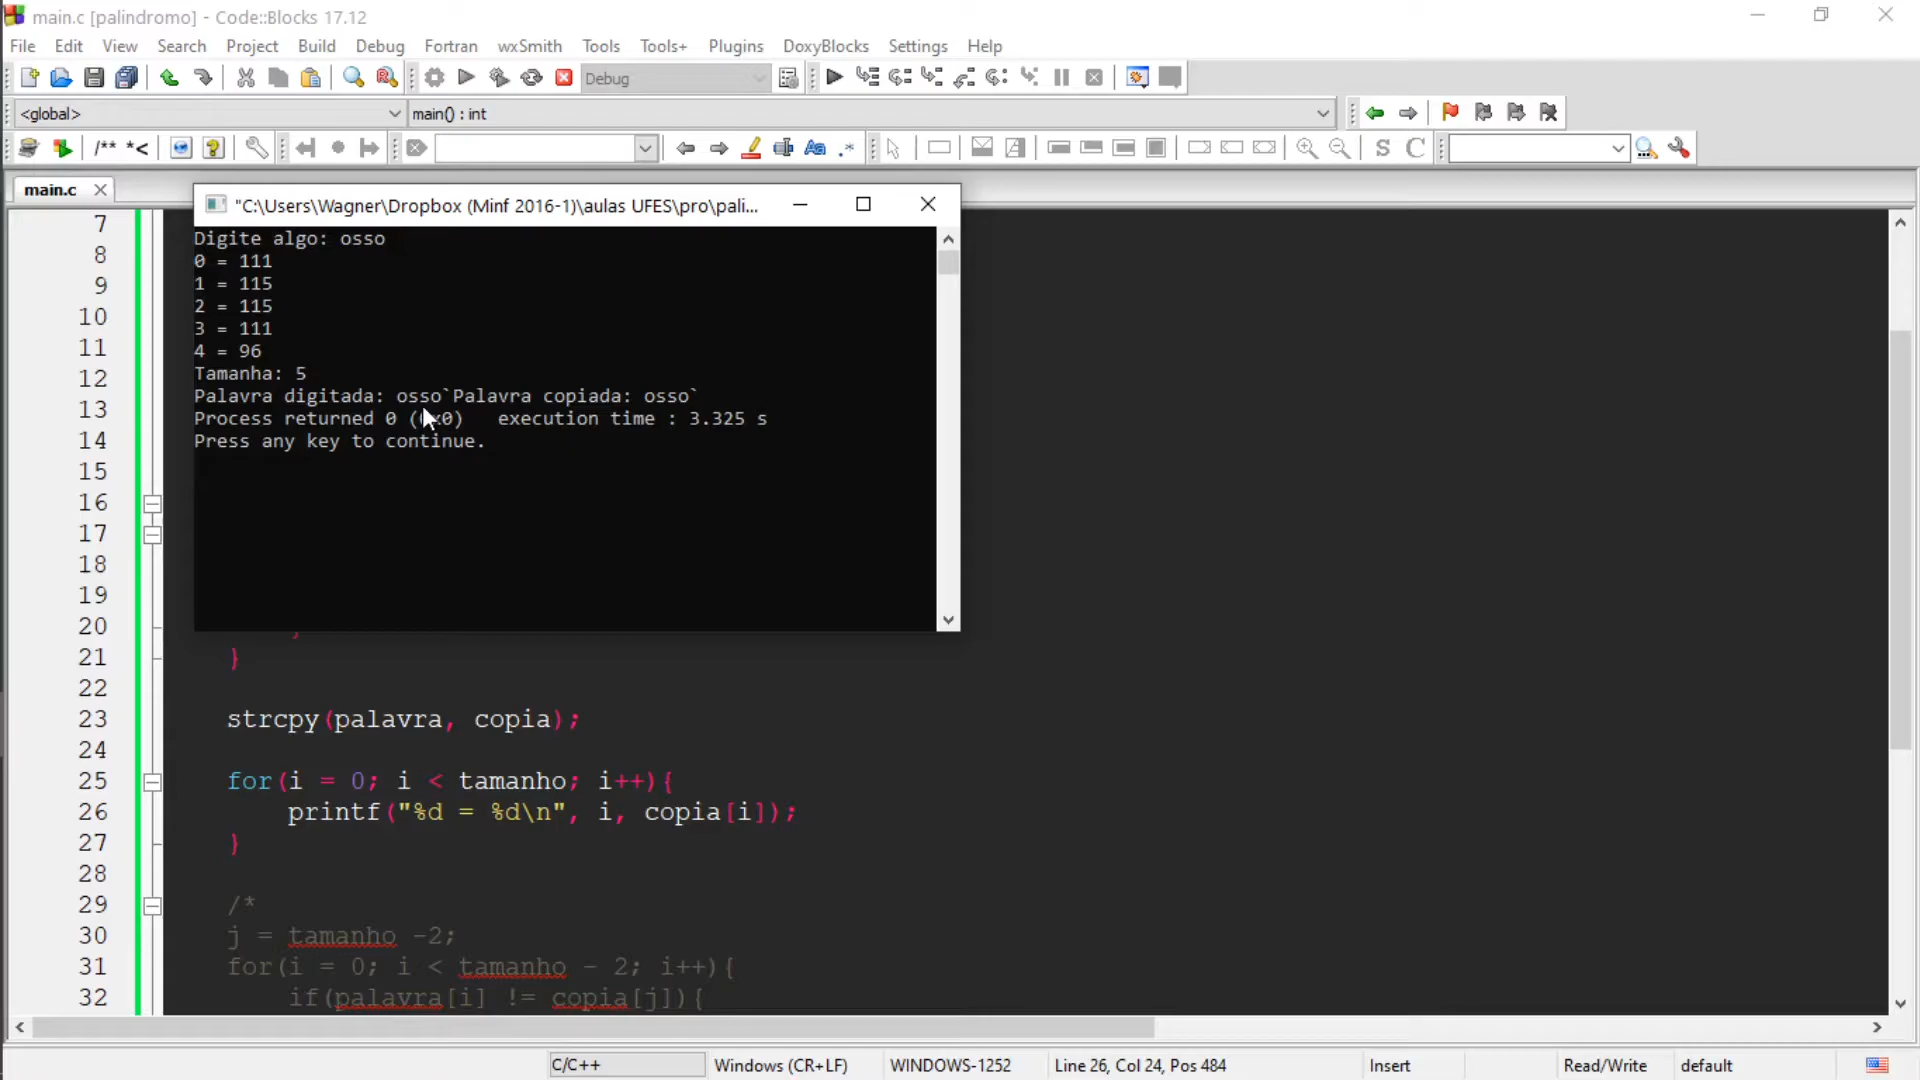 main.c [palindromo] - Code::Blocks 17.12
File Edit View Search Project Build Debug Fortran wxSmith Tools Tools+ Plugins DoxyBlocks Settings Help
Debug
<global> main() : int
/** *<
S C
main.c
"C:\Users\Wagner\Dropbox (Minf 2016-1)\aulas UFES\pro\pali...
7
Digite algo: osso
8
0 = 111
9
1 = 115
10
2 = 115
3 = 111
11
4 = 96
12
Tamanha: 5
Palavra digitada: osso`Palavra copiada: osso`
13
Process returned 0 (0x0)   execution time : 3.325 s
14
Press any key to continue.
15
16
17
18
19
20 }
21 }
22
23 strcpy(palavra, copia);
24
25 for(i = 0; i < tamanho; i++){
26 printf("%d = %d\n", i, copia[i]);
27 }
28
29 /*
30 j = tamanho -2;
31 for(i = 0; i < tamanho - 2; i++){
32 if(palavra[i] != copia[j]){
C/C++ Windows (CR+LF) WINDOWS-1252 Line 26, Col 24, Pos 484 Insert Read/Write default